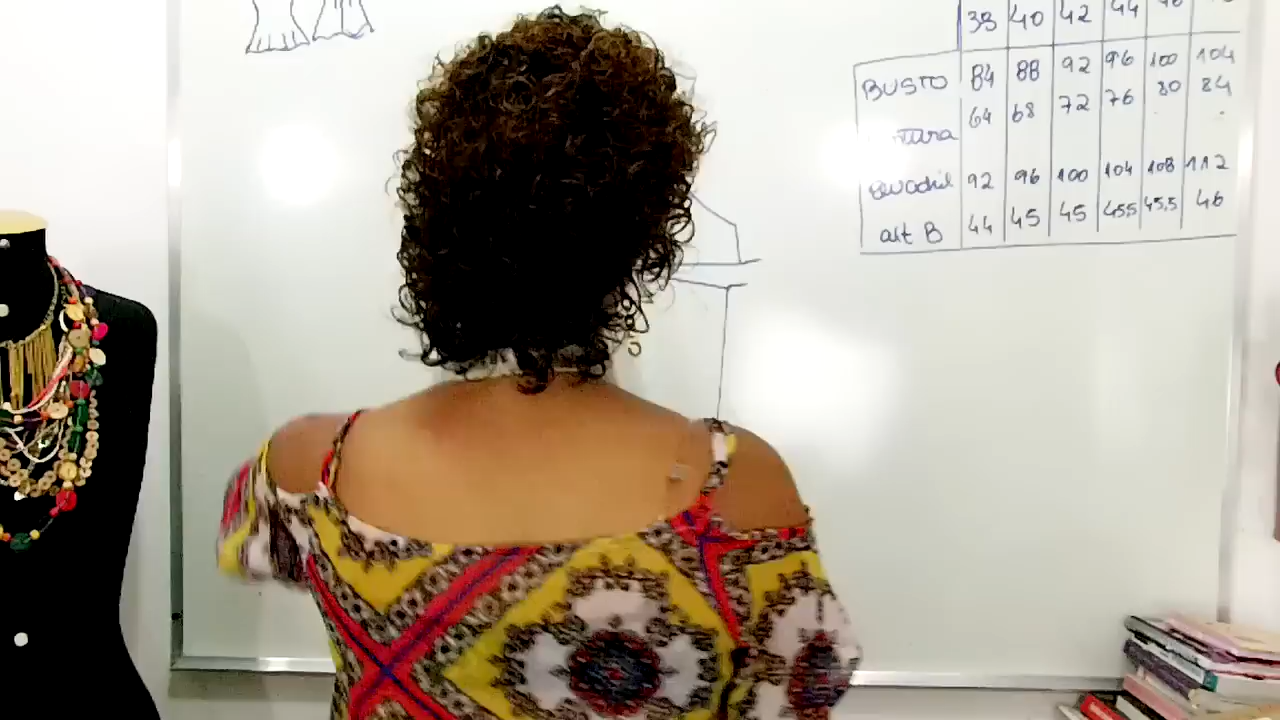 38 40 42 44
BUSTO 84 88 92 96 100 104
64 68 72 76 80 84
92 96 100 104 108 112
alt B 44 45 45 45,5 45,5 46